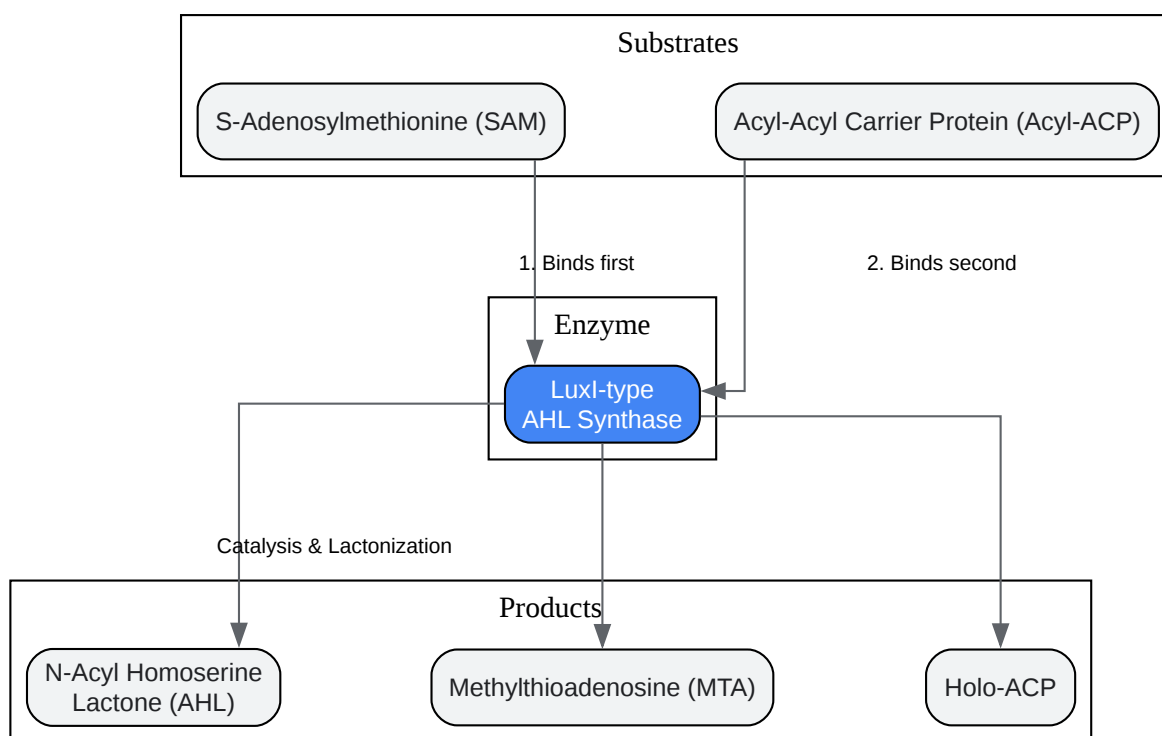 Substrates
S-Adenosylmethionine (SAM)
Acyl-Acyl Carrier Protein (Acyl-ACP)
1. Binds first
2. Binds second
Enzyme
LuxI-type
AHL Synthase
Catalysis & Lactonization
Products
N-Acyl Homoserine
Lactone (AHL)
Methylthioadenosine (MTA)
Holo-ACP